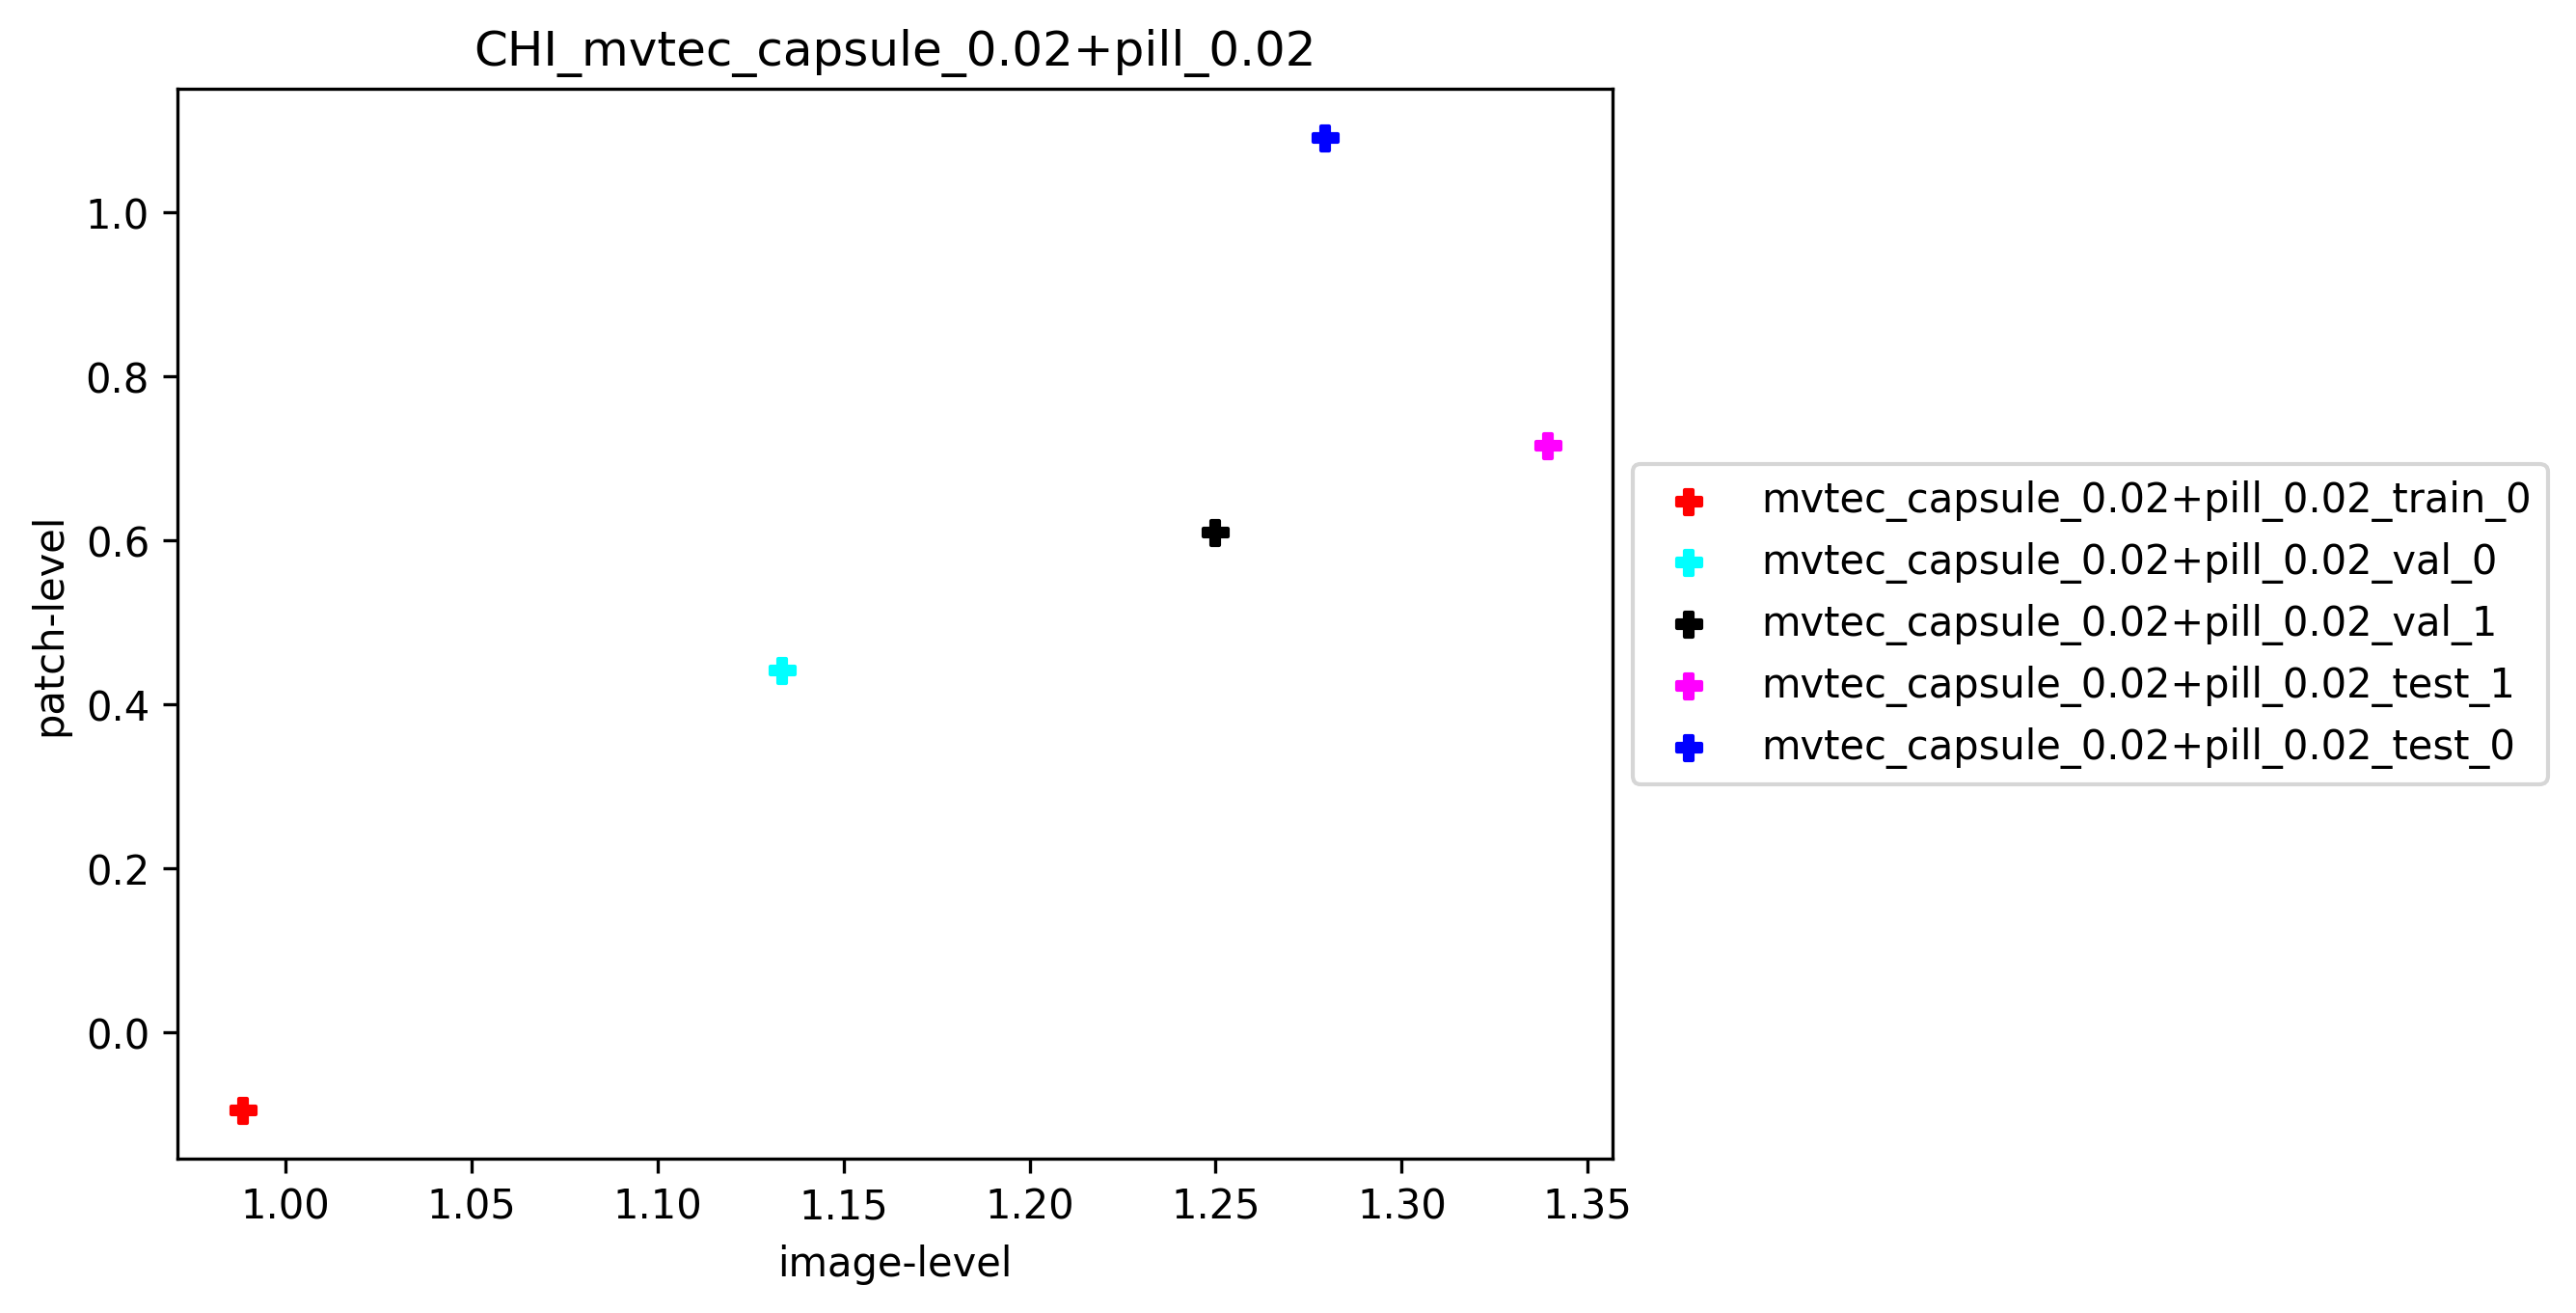 CHI_mvtec_capsule_0.02+pill_0.02
1.0
0.8
0.6
0.4
0.2
0.0
patch-level
1.00 1.05 1.10 1.15 1.20 1.25 1.30 1.35
image-level
mvtec_capsule_0.02+pill_0.02_train_0
mvtec_capsule_0.02+pill_0.02_val_0
mvtec_capsule_0.02+pill_0.02_val_1
mvtec_capsule_0.02+pill_0.02_test_1
mvtec_capsule_0.02+pill_0.02_test_0